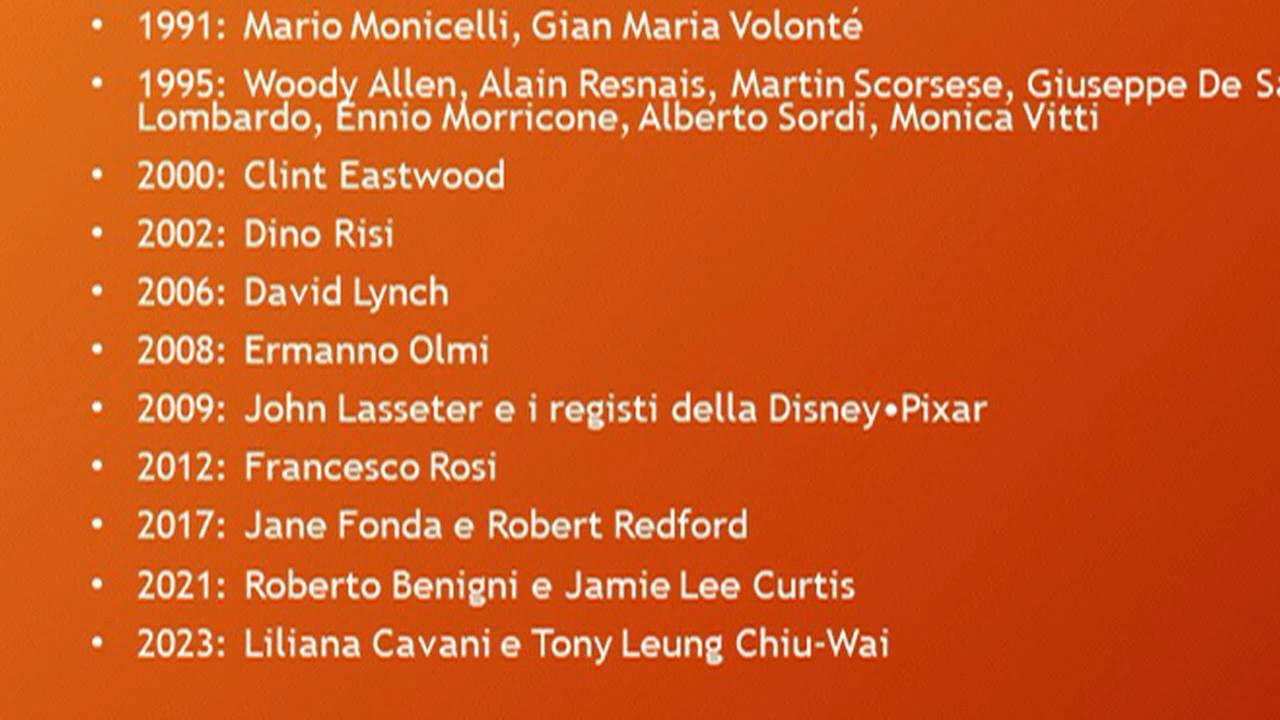 • 1991: Mario Monicelli, Gian Maria Volonté
• 1995: Woody Allen, Alain Resnais, Martin Scorsese, Giuseppe De
Lombardo, Ennio Morricone, Alberto Sordi, Monica Vitti
• 2000: Clint Eastwood
• 2002: Dino Risi
• 2006: David Lynch
• 2008: Ermanno Olmi
• 2009: John Lasseter e i registi della Disney•Pixar
• 2012: Francesco Rosi
• 2017: Jane Fonda e Robert Redford
• 2021: Roberto Benigni e Jamie Lee Curtis
• 2023: Liliana Cavani e Tony Leung Chiu-Wai